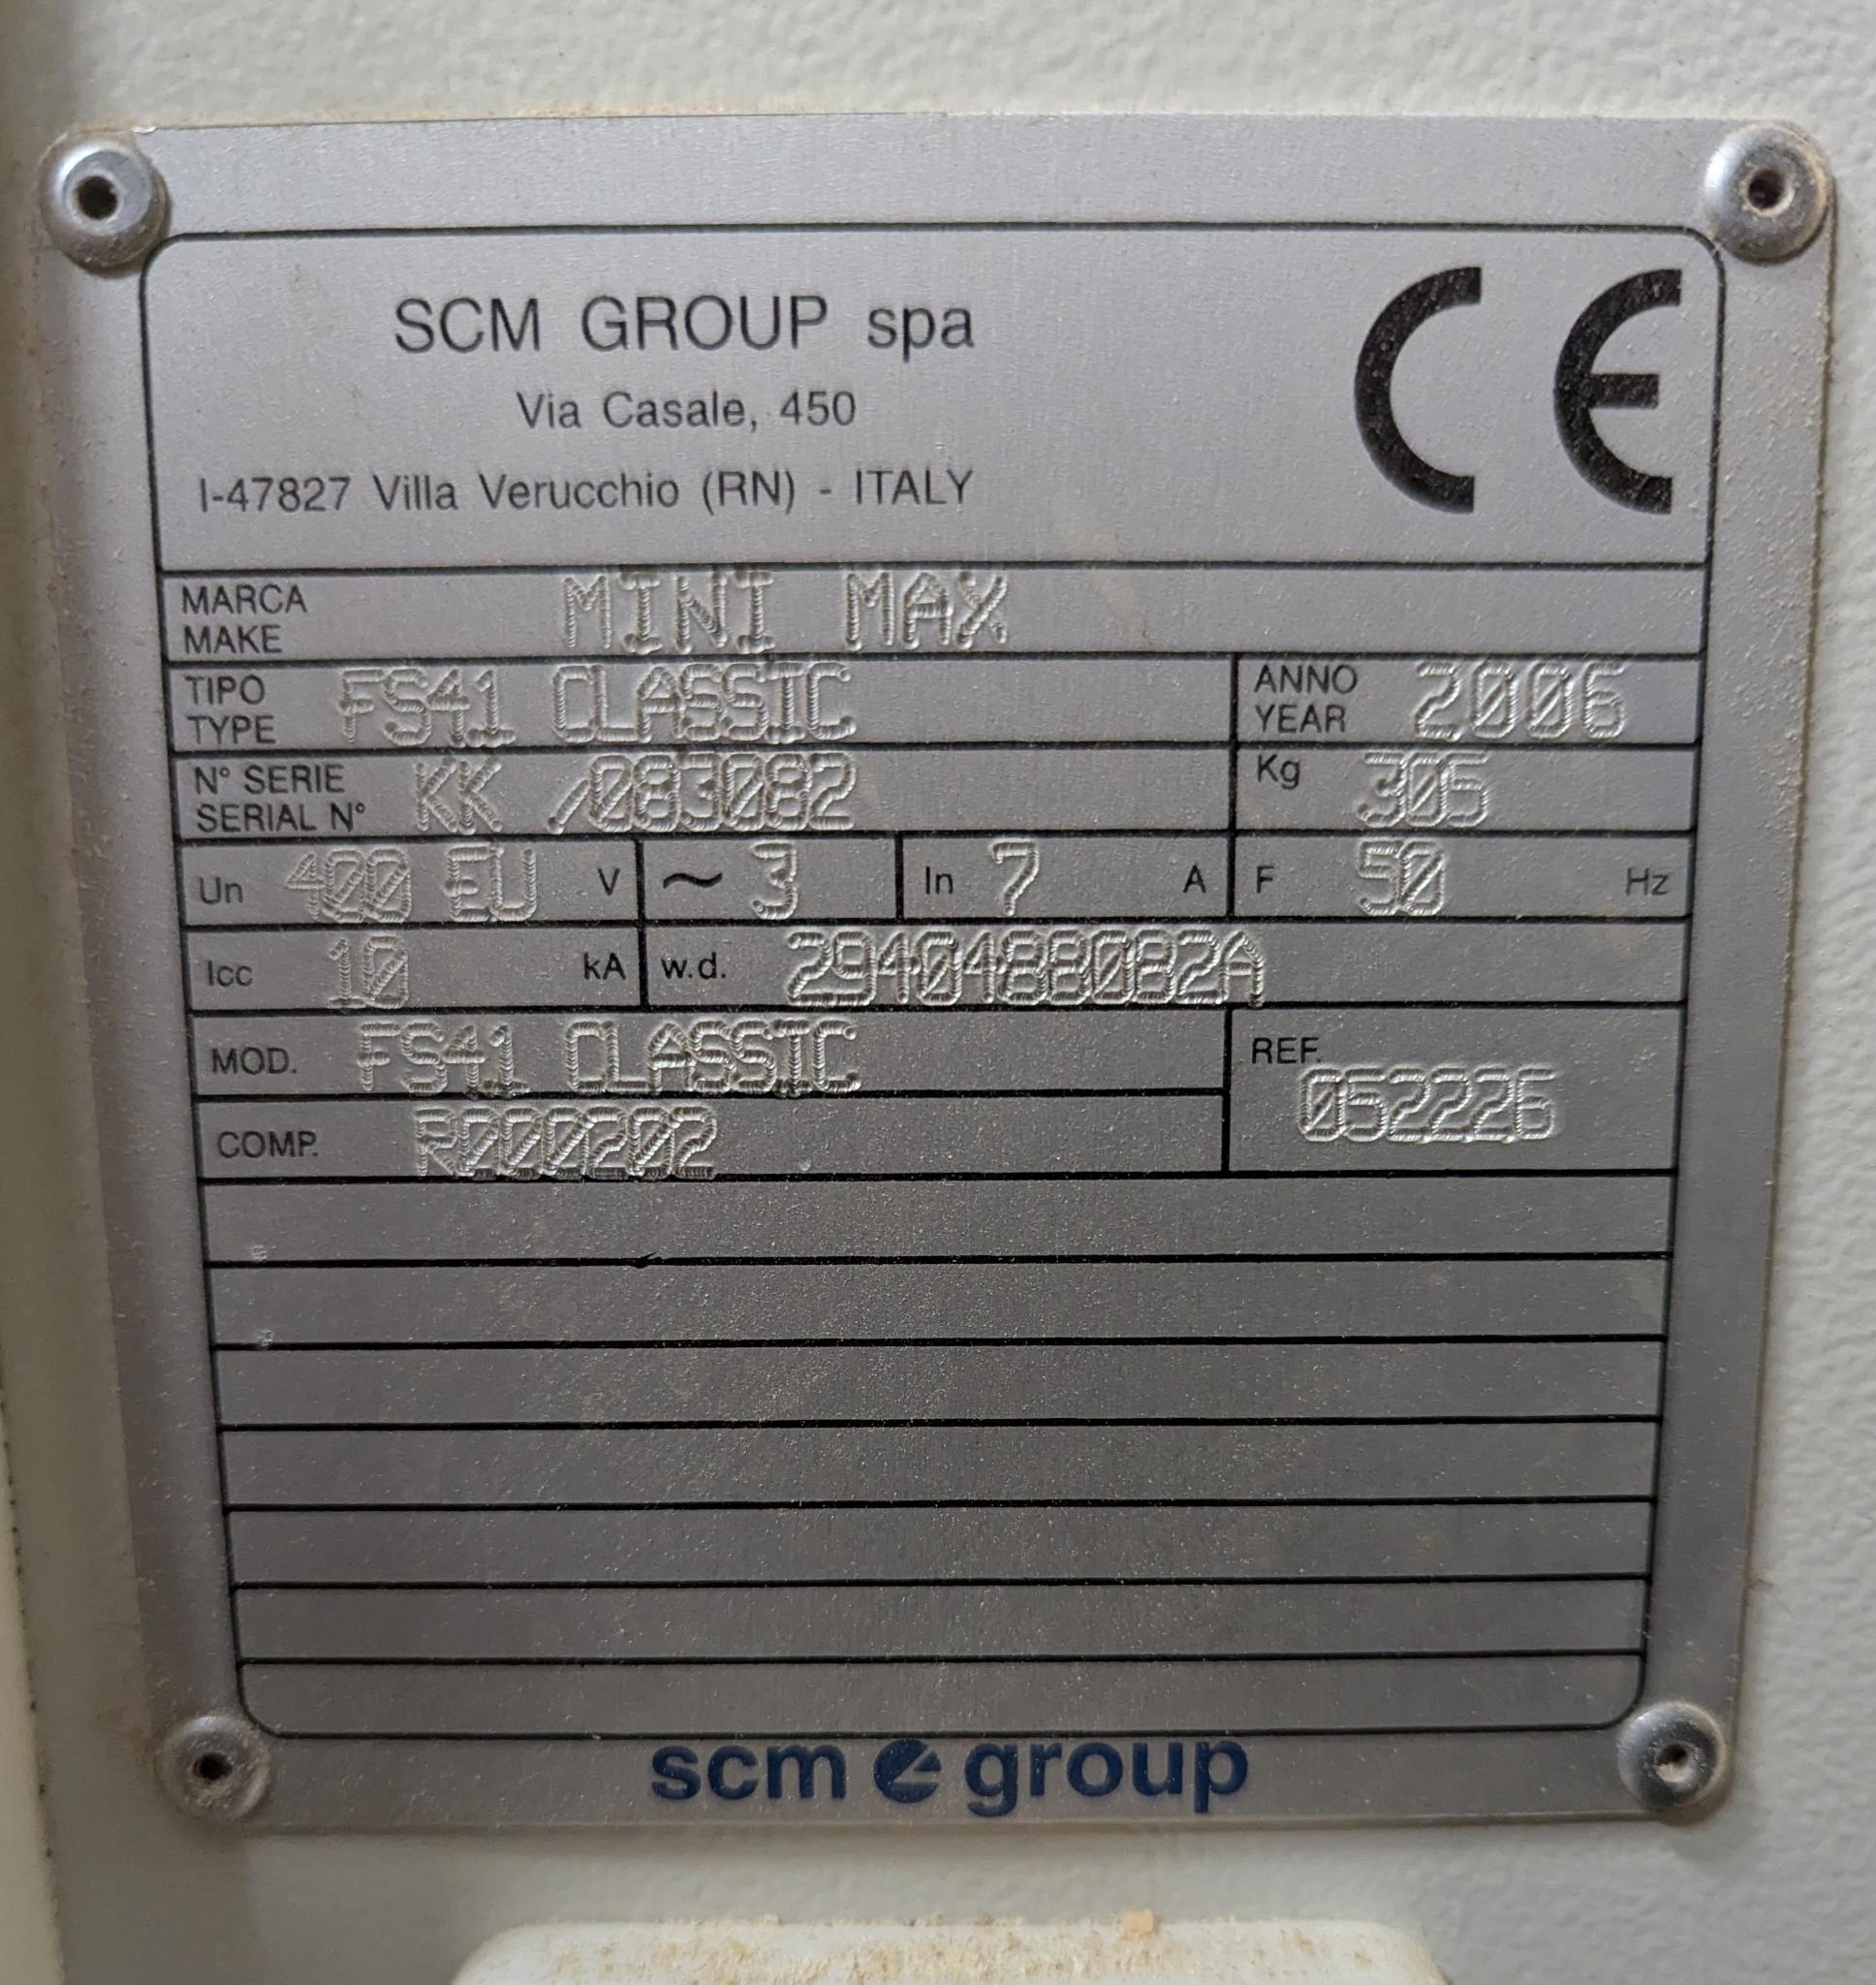 SCM GROUP spa
Via Casale, 450
I-47827 Villa Verucchio (RN) - ITALY
CE
MARCA
MAKE
MINI MAX
TIPO
TYPE
FS41 CLASSIC
ANNO
YEAR
2006
N° SERIE
SERIAL N°
KK /083082
Kg 305
Un 400 EU V ~ 3 In 7 A F 50 Hz
Icc 10 kA w.d.
MOD. FS41 CLASSIC
REF. 052226
COMP. R000202
scm group